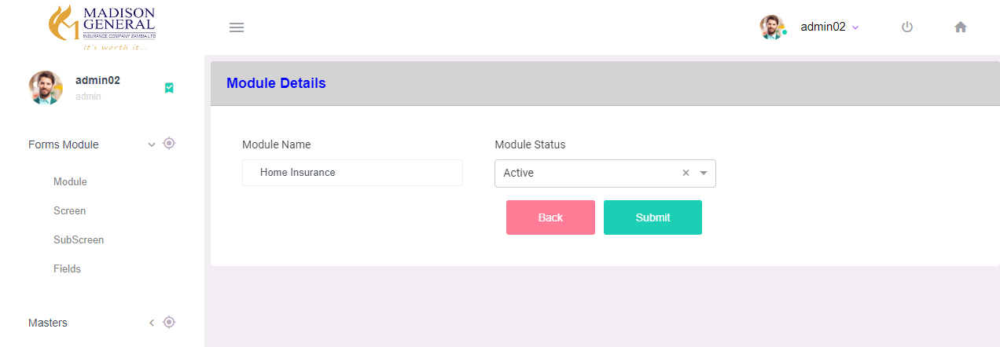 MADISON
GENERAL
INSURANCE COMPANY ZAMBIA LTD
It's worth it...
admin02
admin02
admin
Module Details
Forms Module
Module
Screen
SubScreen
Fields
Masters
Module Name
Module Status
Home Insurance
Active
Back
Submit